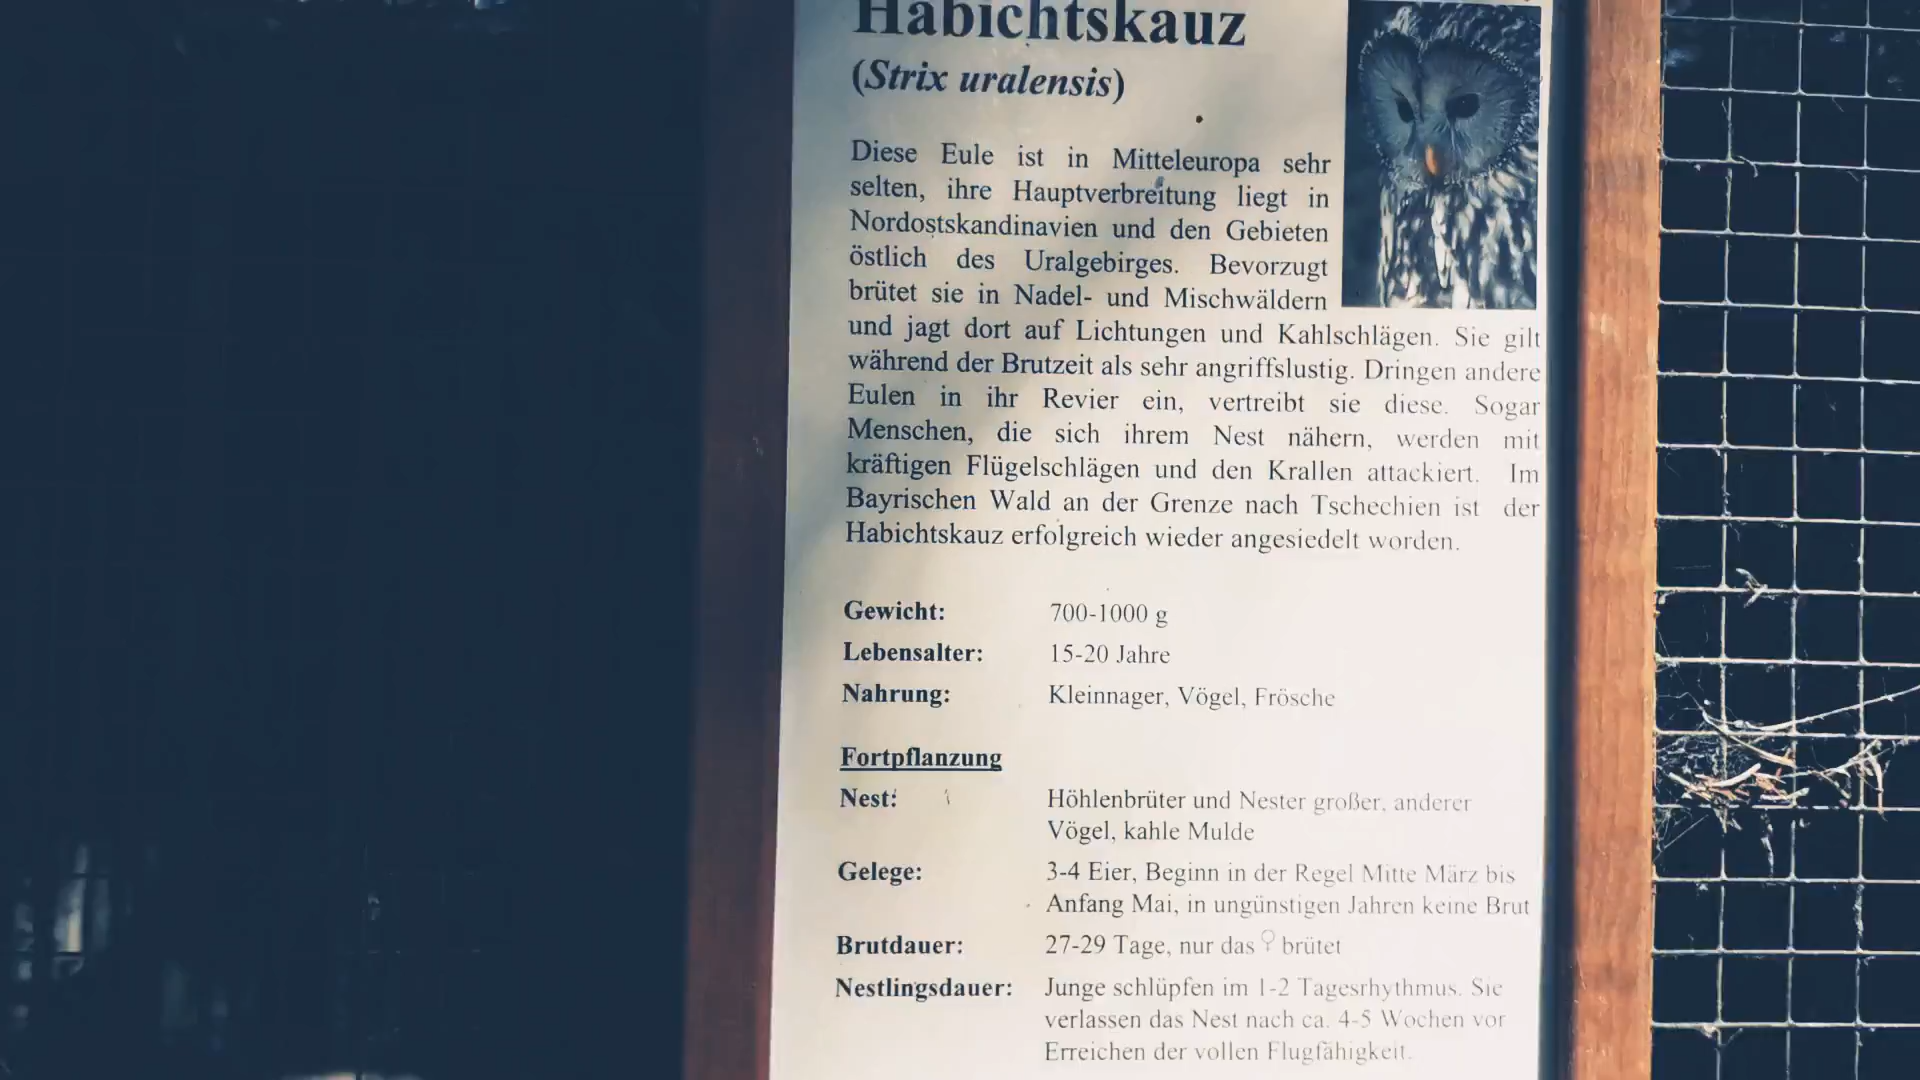 Habichtskauz
(Strix uralensis)
Diese Eule ist in Mitteleuropa sehr
selten, ihre Hauptverbreitung liegt in
Nordostskandinavien und den Gebieten
östlich des Uralgebirges. Bevorzugt
brütet sie in Nadel- und Mischwäldern
und jagt dort auf Lichtungen und Kahlschlägen. Sie gilt
während der Brutzeit als sehr angriffslustig. Dringen andere
Eulen in ihr Revier ein, vertreibt sie diese. Sogar
Menschen, die sich ihrem Nest nähern, werden mit
kräftigen Flügelschlägen und den Krallen attackiert. Im
Bayrischen Wald an der Grenze nach Tschechien ist der
Habichtskauz erfolgreich wieder angesiedelt worden.
Gewicht: 700-1000 g
Lebensalter: 15-20 Jahre
Nahrung: Kleinnager, Vögel, Frösche
Fortpflanzung
Nest: Höhlenbrüter und Nester großer, anderer
Vögel, kahle Mulde
Gelege: 3-4 Eier, Beginn in der Regel Mitte März bis
Anfang Mai, in ungünstigen Jahren keine Brut
Brutdauer: 27-29 Tage, nur das ♀ brütet
Nestlingsdauer: Junge schlüpfen im 1-2 Tagesrhythmus. Sie
verlassen das Nest nach ca. 4-5 Wochen vor
Erreichen der vollen Flugfähigkeit.